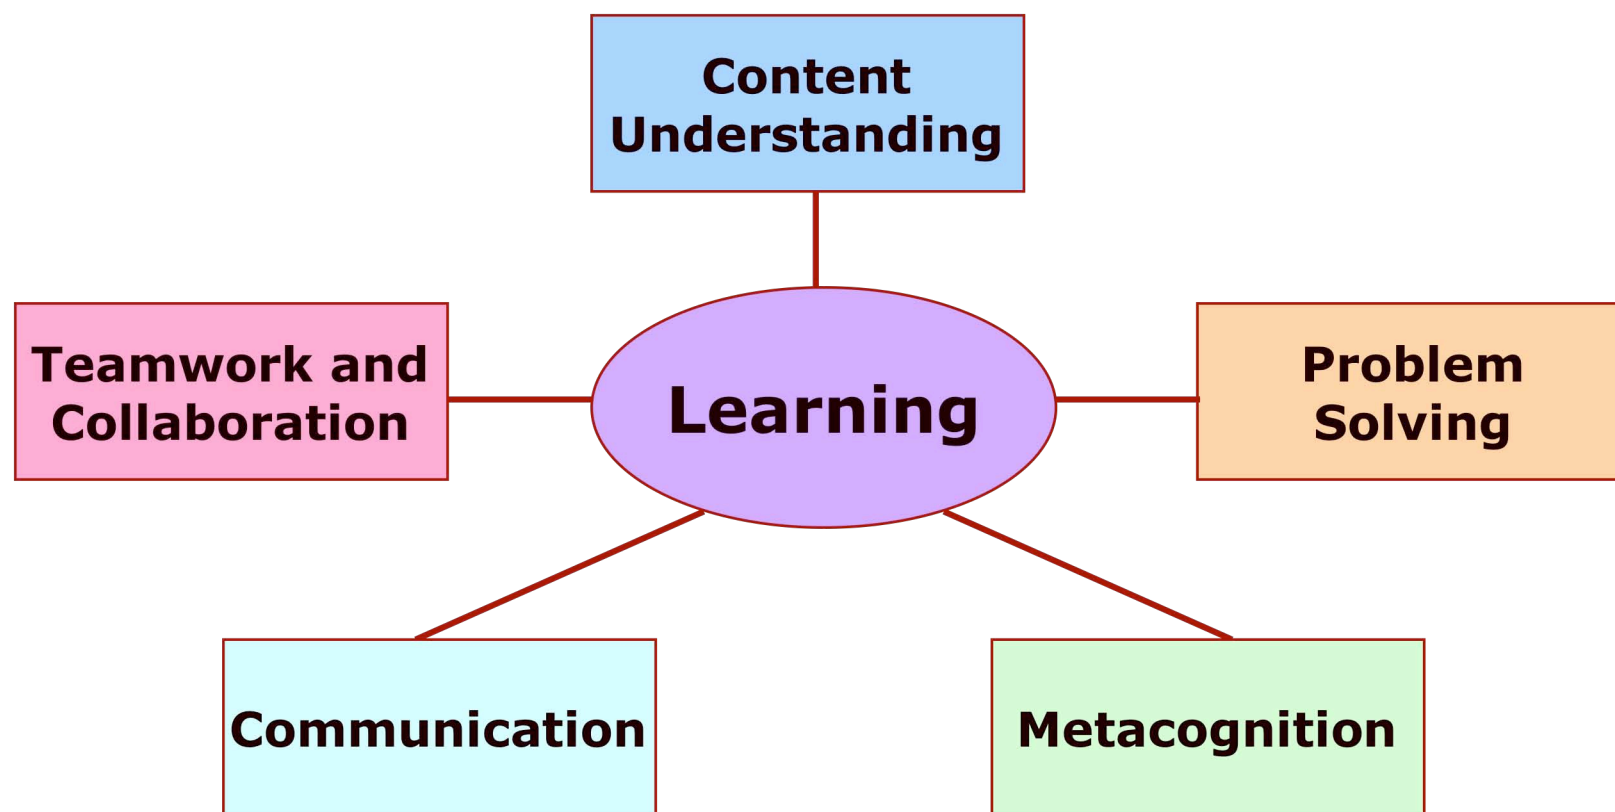 Content
Understanding
Teamwork and
Collaboration
Learning
Problem
Solving
Communication
Metacognition